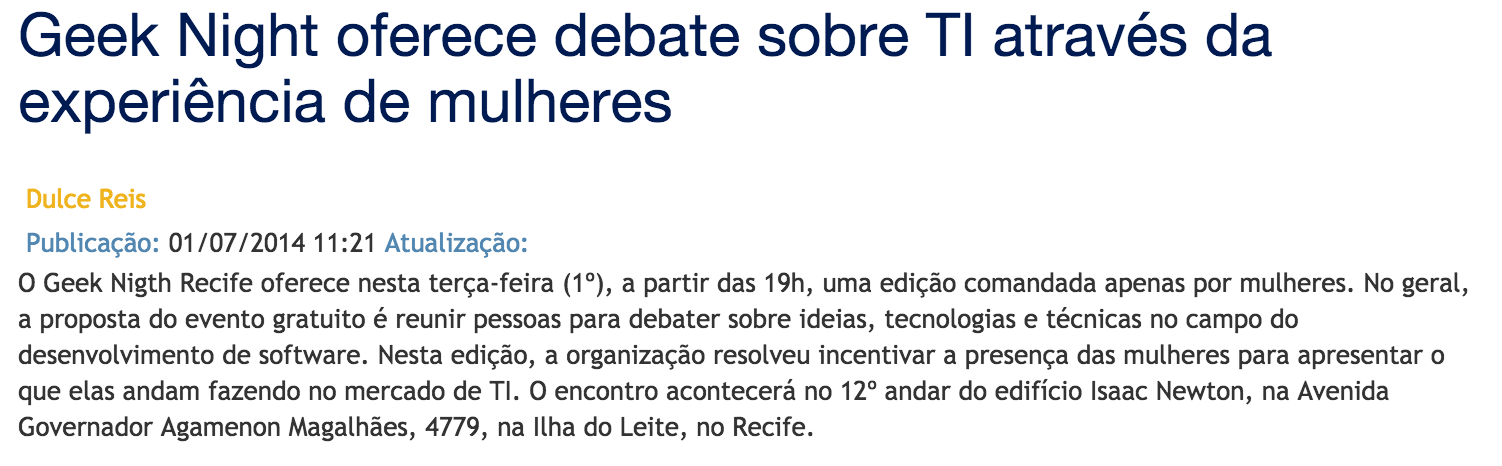 Geek Night oferece debate sobre TI através da
experiência de mulheres
Dulce Reis
Publicação: 01/07/2014 11:21 Atualização:
O Geek Nigth Recife oferece nesta terça-feira (1º), a partir das 19h, uma edição comandada apenas por mulheres. No geral,
a proposta do evento gratuito é reunir pessoas para debater sobre ideias, tecnologias e técnicas no campo do
desenvolvimento de software. Nesta edição, a organização resolveu incentivar a presença das mulheres para apresentar o
que elas andam fazendo no mercado de TI. O encontro acontecerá no 12º andar do edifício Isaac Newton, na Avenida
Governador Agamenon Magalhães, 4779, na Ilha do Leite, no Recife.